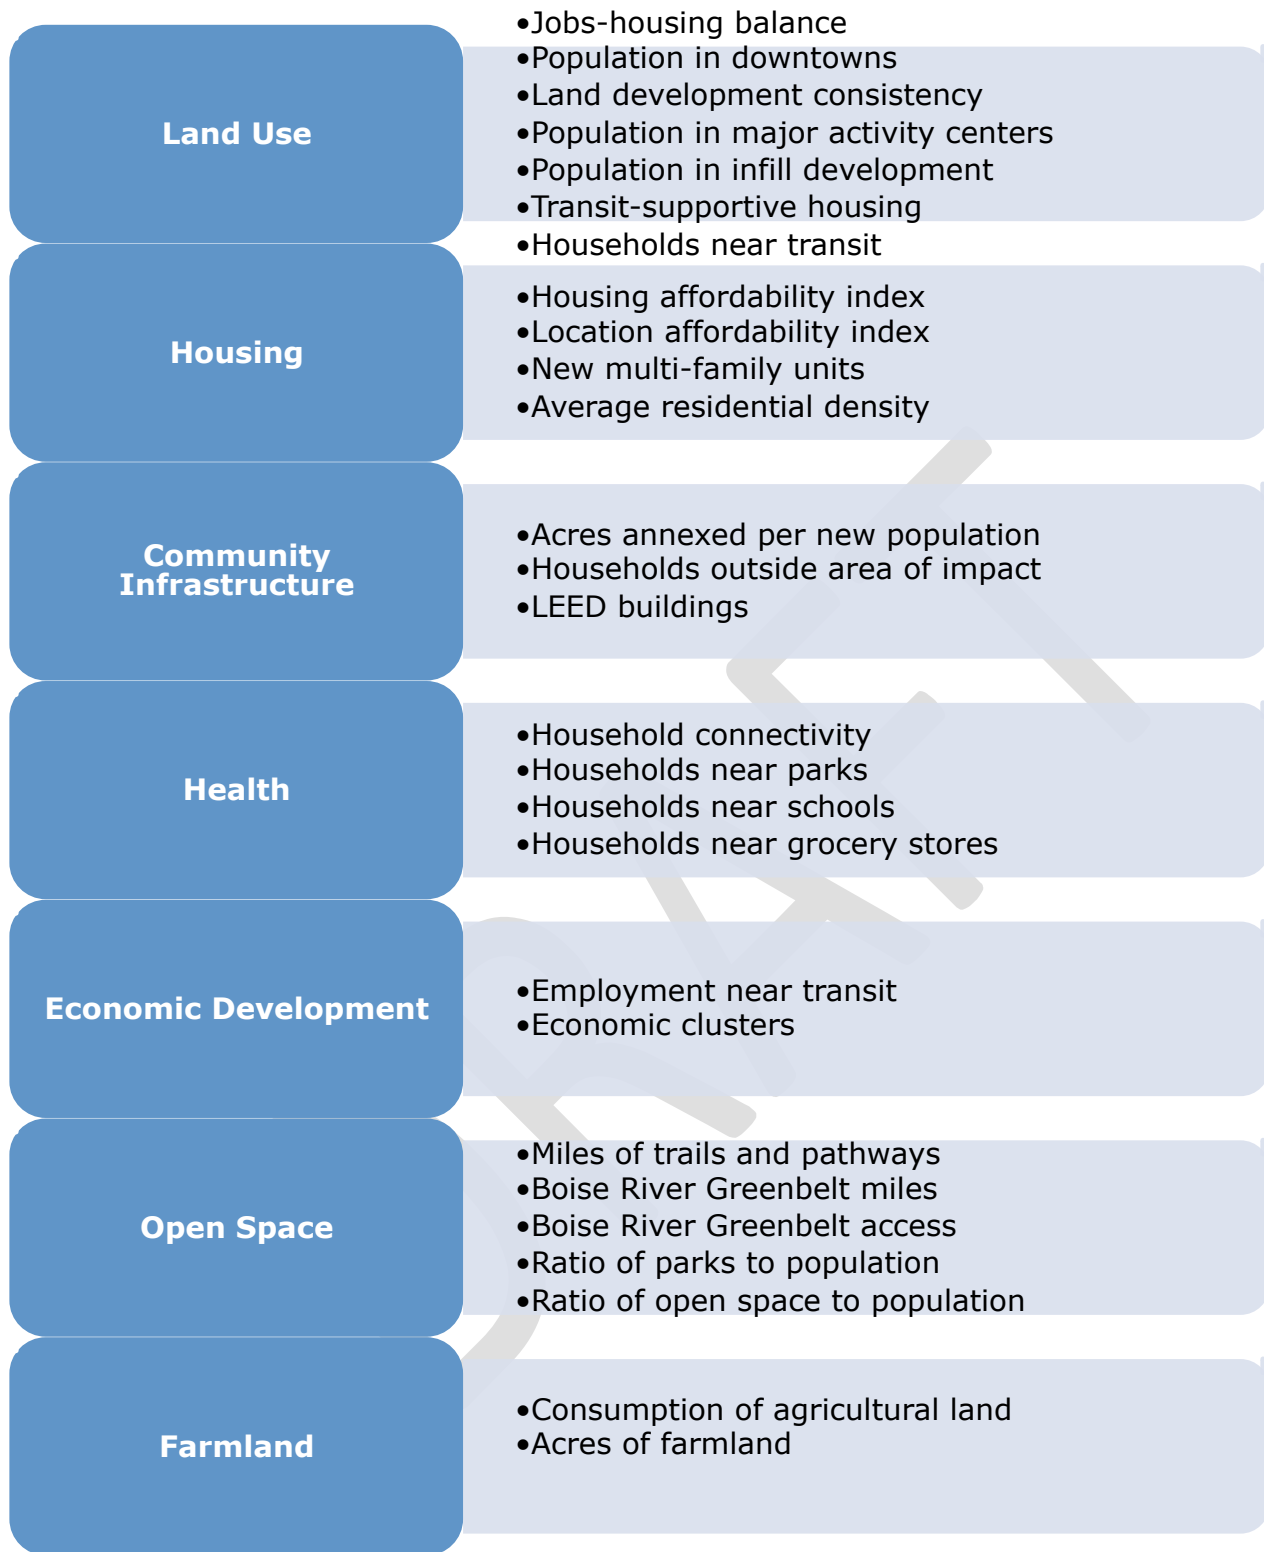 Land Use
•Jobs-housing balance
•Population in downtowns
•Land development consistency
•Population in major activity centers
•Population in infill development
•Transit-supportive housing
•Households near transit
Housing
•Housing affordability index
•Location affordability index
•New multi-family units
•Average residential density
Community
Infrastructure
•Acres annexed per new population
•Households outside area of impact
•LEED buildings
Health
•Household connectivity
•Households near parks
•Households near schools
•Households near grocery stores
Economic Development
•Employment near transit
•Economic clusters
Open Space
•Miles of trails and pathways
•Boise River Greenbelt miles
•Boise River Greenbelt access
•Ratio of parks to population
•Ratio of open space to population
Farmland
•Consumption of agricultural land
•Acres of farmland
DRAFT